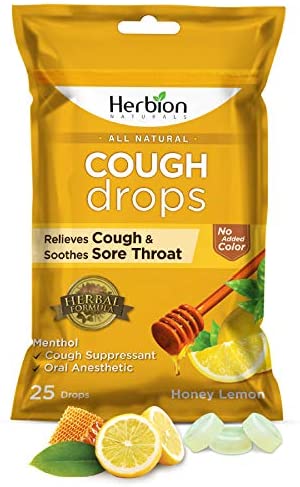 Herbion
NATURALS
ALL NATURAL
COUGH
drops
Relieves Cough &
Soothes Sore Throat
No
Added
Color
HERBAL
FORMULA
Menthol
✓ Cough Suppressant
✓ Oral Anesthetic
25 Drops
Honey Lemon